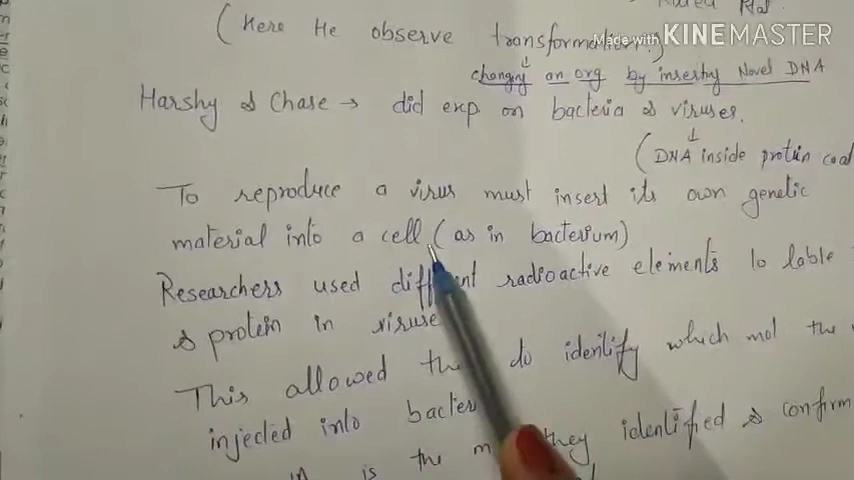 (Here He observe transformation.)
Made with KINEMASTER
changing an org by inserting Novel DNA
Harshy & Chase → did exp on bacteria & viruses.
(DNA inside protein coat
To reproduce a virus must insert its own genetic
material into a cell (as in bacterium)
Researchers used different radioactive elements to lable
& protein in viruse
This allowed the do identify which mol the
injected into bacter
is the they identified & confirm